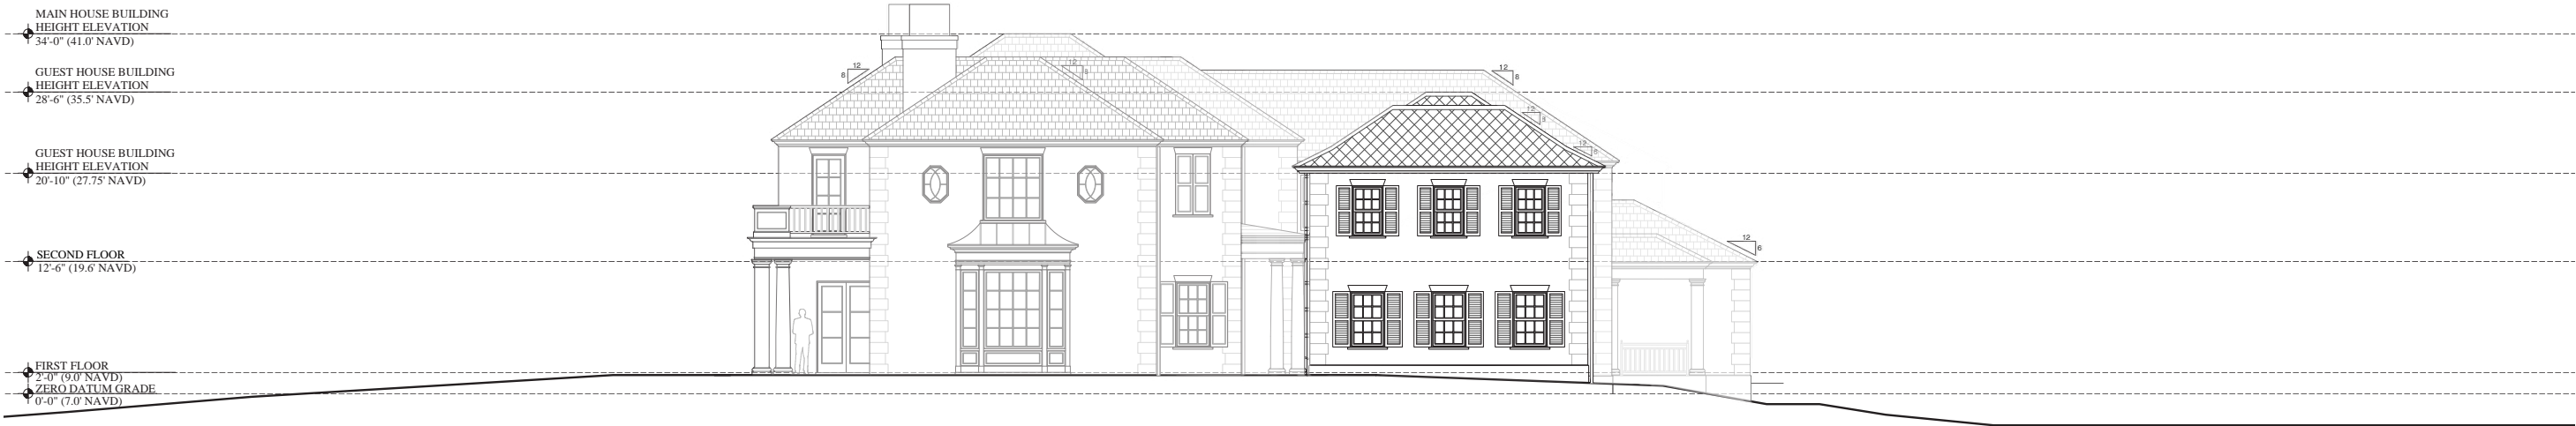 MAIN HOUSE BUILDING
HEIGHT ELEVATION
34'-0" (41.0' NAVD)
GUEST HOUSE BUILDING
HEIGHT ELEVATION
28'-6" (35.5' NAVD)
GUEST HOUSE BUILDING
HEIGHT ELEVATION
20'-10" (27.75' NAVD)
SECOND FLOOR
12'-6" (19.6' NAVD)
FIRST FLOOR
2'-0" (9.0' NAVD)
ZERO DATUM GRADE
0'-0" (7.0' NAVD)
12
8
12
8
12
8
12
12
12
6